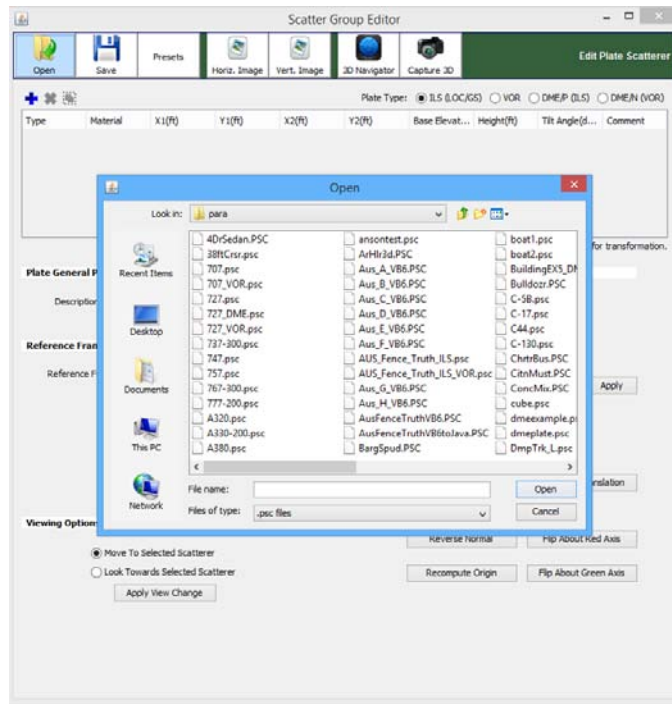 Scatter Group Editor
Open Save Presets Horiz. Image Vert. Image 3D Navigator Capture 3D Edit Plate Scatterer
Plate Type: ILS (LOC/GS) VOR DME/P (ILS) DME/N (VOR)
Type Material X1(ft) Y1(ft) X2(ft) Y2(ft) Base Elevat... Height(ft) Tilt Angle(d... Comment
Open
Look in: para
4DrSedan.PSC ansontest.psc boat1.psc
38ftCrsr.psc ArHlr3d.PSC boat2.psc
for transformation.
707.psc Aus_A_VB6.PSC BuildingEX5_DM
Plate General P
Recent Items
707_VOR.psc Aus_B_VB6.PSC Bulldozr.PSC
727.psc Aus_C_VB6.PSC C-5B.psc
Description
727_DME.psc Aus_D_VB6.PSC C-17.psc
727_VOR.psc Aus_E_VB6.PSC C44.psc
Desktop
737-300.psc Aus_F_VB6.PSC C-130.psc
Reference Fran
747.psc AUS_Fence_Truth_ILS.psc ChrtrBus.PSC
757.psc AUS_Fence_Truth_ILS_VOR.psc CitnMust.PSC
Reference F
767-300.psc Aus_G_VB6.PSC ConcMix.PSC
Documents
Apply
777-200.psc Aus_H_VB6.PSC cube.psc
A320.psc AusFenceTruthVB6.PSC dmeexample.p
A330-200.psc AusFenceTruthVB6toJava.PSC dmeplate.psc
A380.psc BargSpud.PSC DmpTrk_L.psc
This PC
File name: Open
nslation
Network
Files of type: .psc files Cancel
Viewing Option
Reverse Normal Flip About Red Axis
Move To Selected Scatterer
Look Towards Selected Scatterer
Recompute Origin Flip About Green Axis
Apply View Change